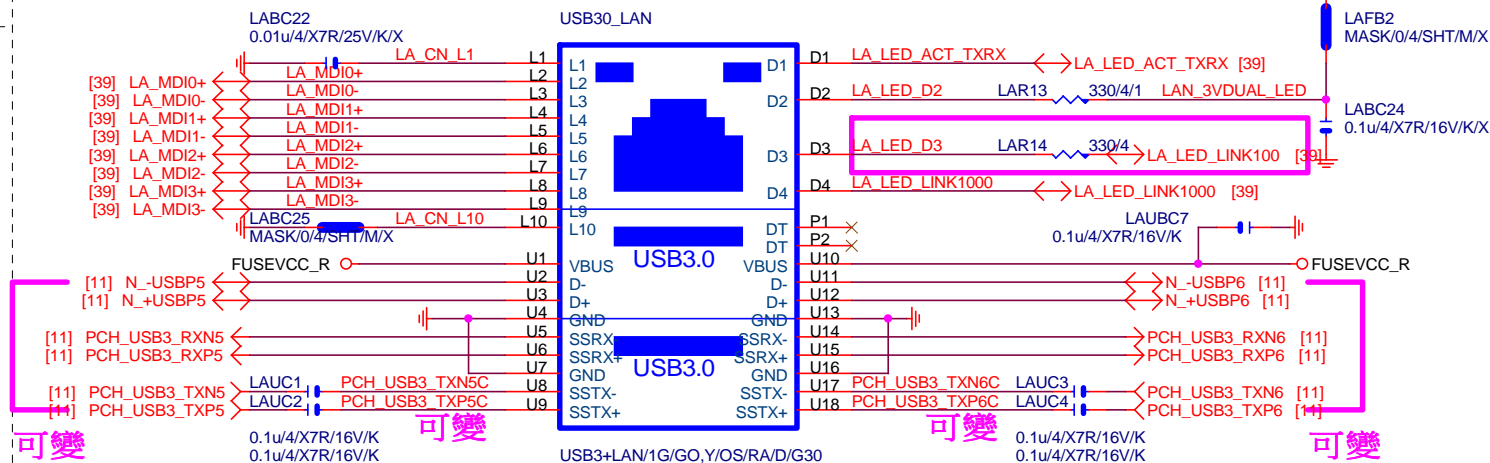 LABC22
0.01u/4/X7R/25V/K/X
USB30_LAN
LAFB2
MASK/0/4/SHT/M/X
LA_CN_L1 L1 L1 D1 D1 LA_LED_ACT_TXRX LA_LED_ACT_TXRX [39]
[39] LA_MDI0+ LA_MDI0+ L2 L2
[39] LA_MDI0- LA_MDI0- L3 L3 D2 D2 LA_LED_D2 LAR13 330/4/1 LAN_3VDUAL_LED
[39] LA_MDI1+ LA_MDI1+ L4 L4 LABC24
[39] LA_MDI1- LA_MDI1- L5 L5 0.1u/4/X7R/16V/K/X
[39] LA_MDI2+ LA_MDI2+ L6 L6 D3 D3 LA_LED_D3 LAR14 330/4 LA_LED_LINK100 [39]
[39] LA_MDI2- LA_MDI2- L7 L7
[39] LA_MDI3+ LA_MDI3+ L8 L8 D4 D4 LA_LED_LINK1000 LA_LED_LINK1000 [39]
[39] LA_MDI3- LA_MDI3- L9 L9
LABC25 LA_CN_L10 L10 L10 DT P1 LAUBC7
MASK/0/4/SHT/M/X DT P2 0.1u/4/X7R/16V/K
FUSEVCC_R U1 VBUS USB3.0 VBUS U10 FUSEVCC_R
[11] N_-USBP5 U2 D- D- U11 N_-USBP6 [11]
[11] N_+USBP5 U3 D+ D+ U12 N_+USBP6 [11]
U4 GND GND U13
[11] PCH_USB3_RXN5 U5 SSRX- SSRX- U14 PCH_USB3_RXN6 [11]
[11] PCH_USB3_RXP5 U6 SSRX+ SSRX+ U15 PCH_USB3_RXP6 [11]
U7 GND USB3.0 GND U16
[11] PCH_USB3_TXN5 LAUC1 PCH_USB3_TXN5C U8 SSTX- SSTX- U17 PCH_USB3_TXN6C LAUC3 PCH_USB3_TXN6 [11]
[11] PCH_USB3_TXP5 LAUC2 PCH_USB3_TXP5C U9 SSTX+ SSTX+ U18 PCH_USB3_TXP6C LAUC4 PCH_USB3_TXP6 [11]
可變 可變 可變 可變
0.1u/4/X7R/16V/K 0.1u/4/X7R/16V/K
0.1u/4/X7R/16V/K USB3+LAN/1G/GO,Y/OS/RA/D/G30 0.1u/4/X7R/16V/K